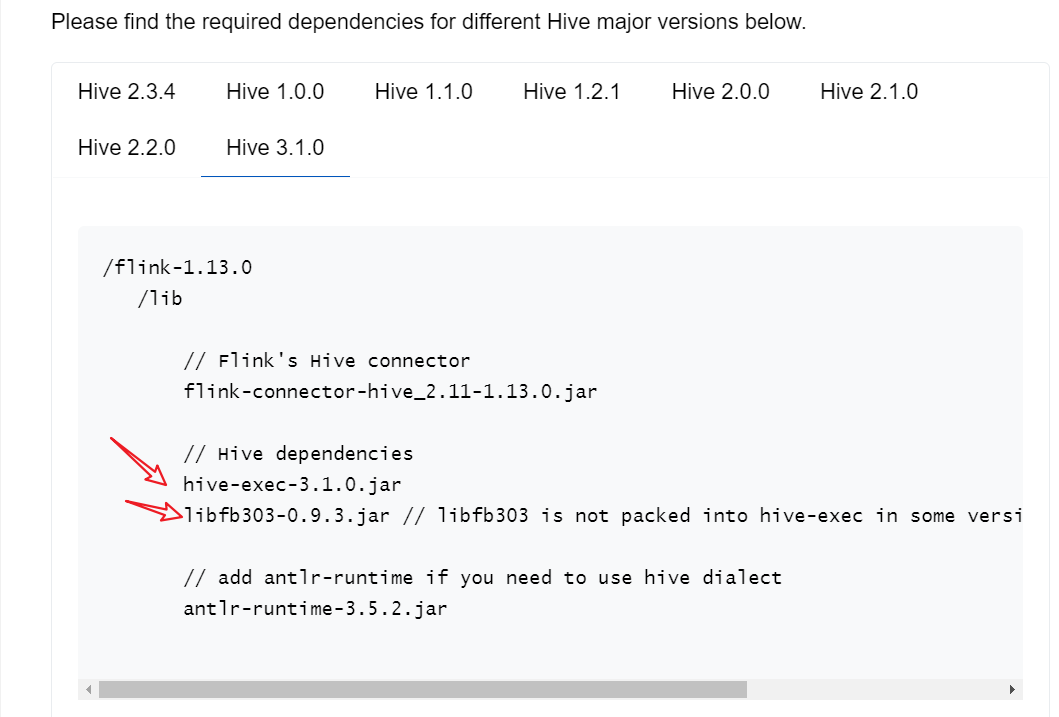 Please find the required dependencies for different Hive major versions below.
Hive 2.3.4 Hive 1.0.0 Hive 1.1.0 Hive 1.2.1 Hive 2.0.0 Hive 2.1.0
Hive 2.2.0 Hive 3.1.0
/flink-1.13.0
/lib
// Flink's Hive connector
flink-connector-hive_2.11-1.13.0.jar
// Hive dependencies
hive-exec-3.1.0.jar
libfb303-0.9.3.jar // libfb303 is not packed into hive-exec in some versi
// add antlr-runtime if you need to use hive dialect
antlr-runtime-3.5.2.jar